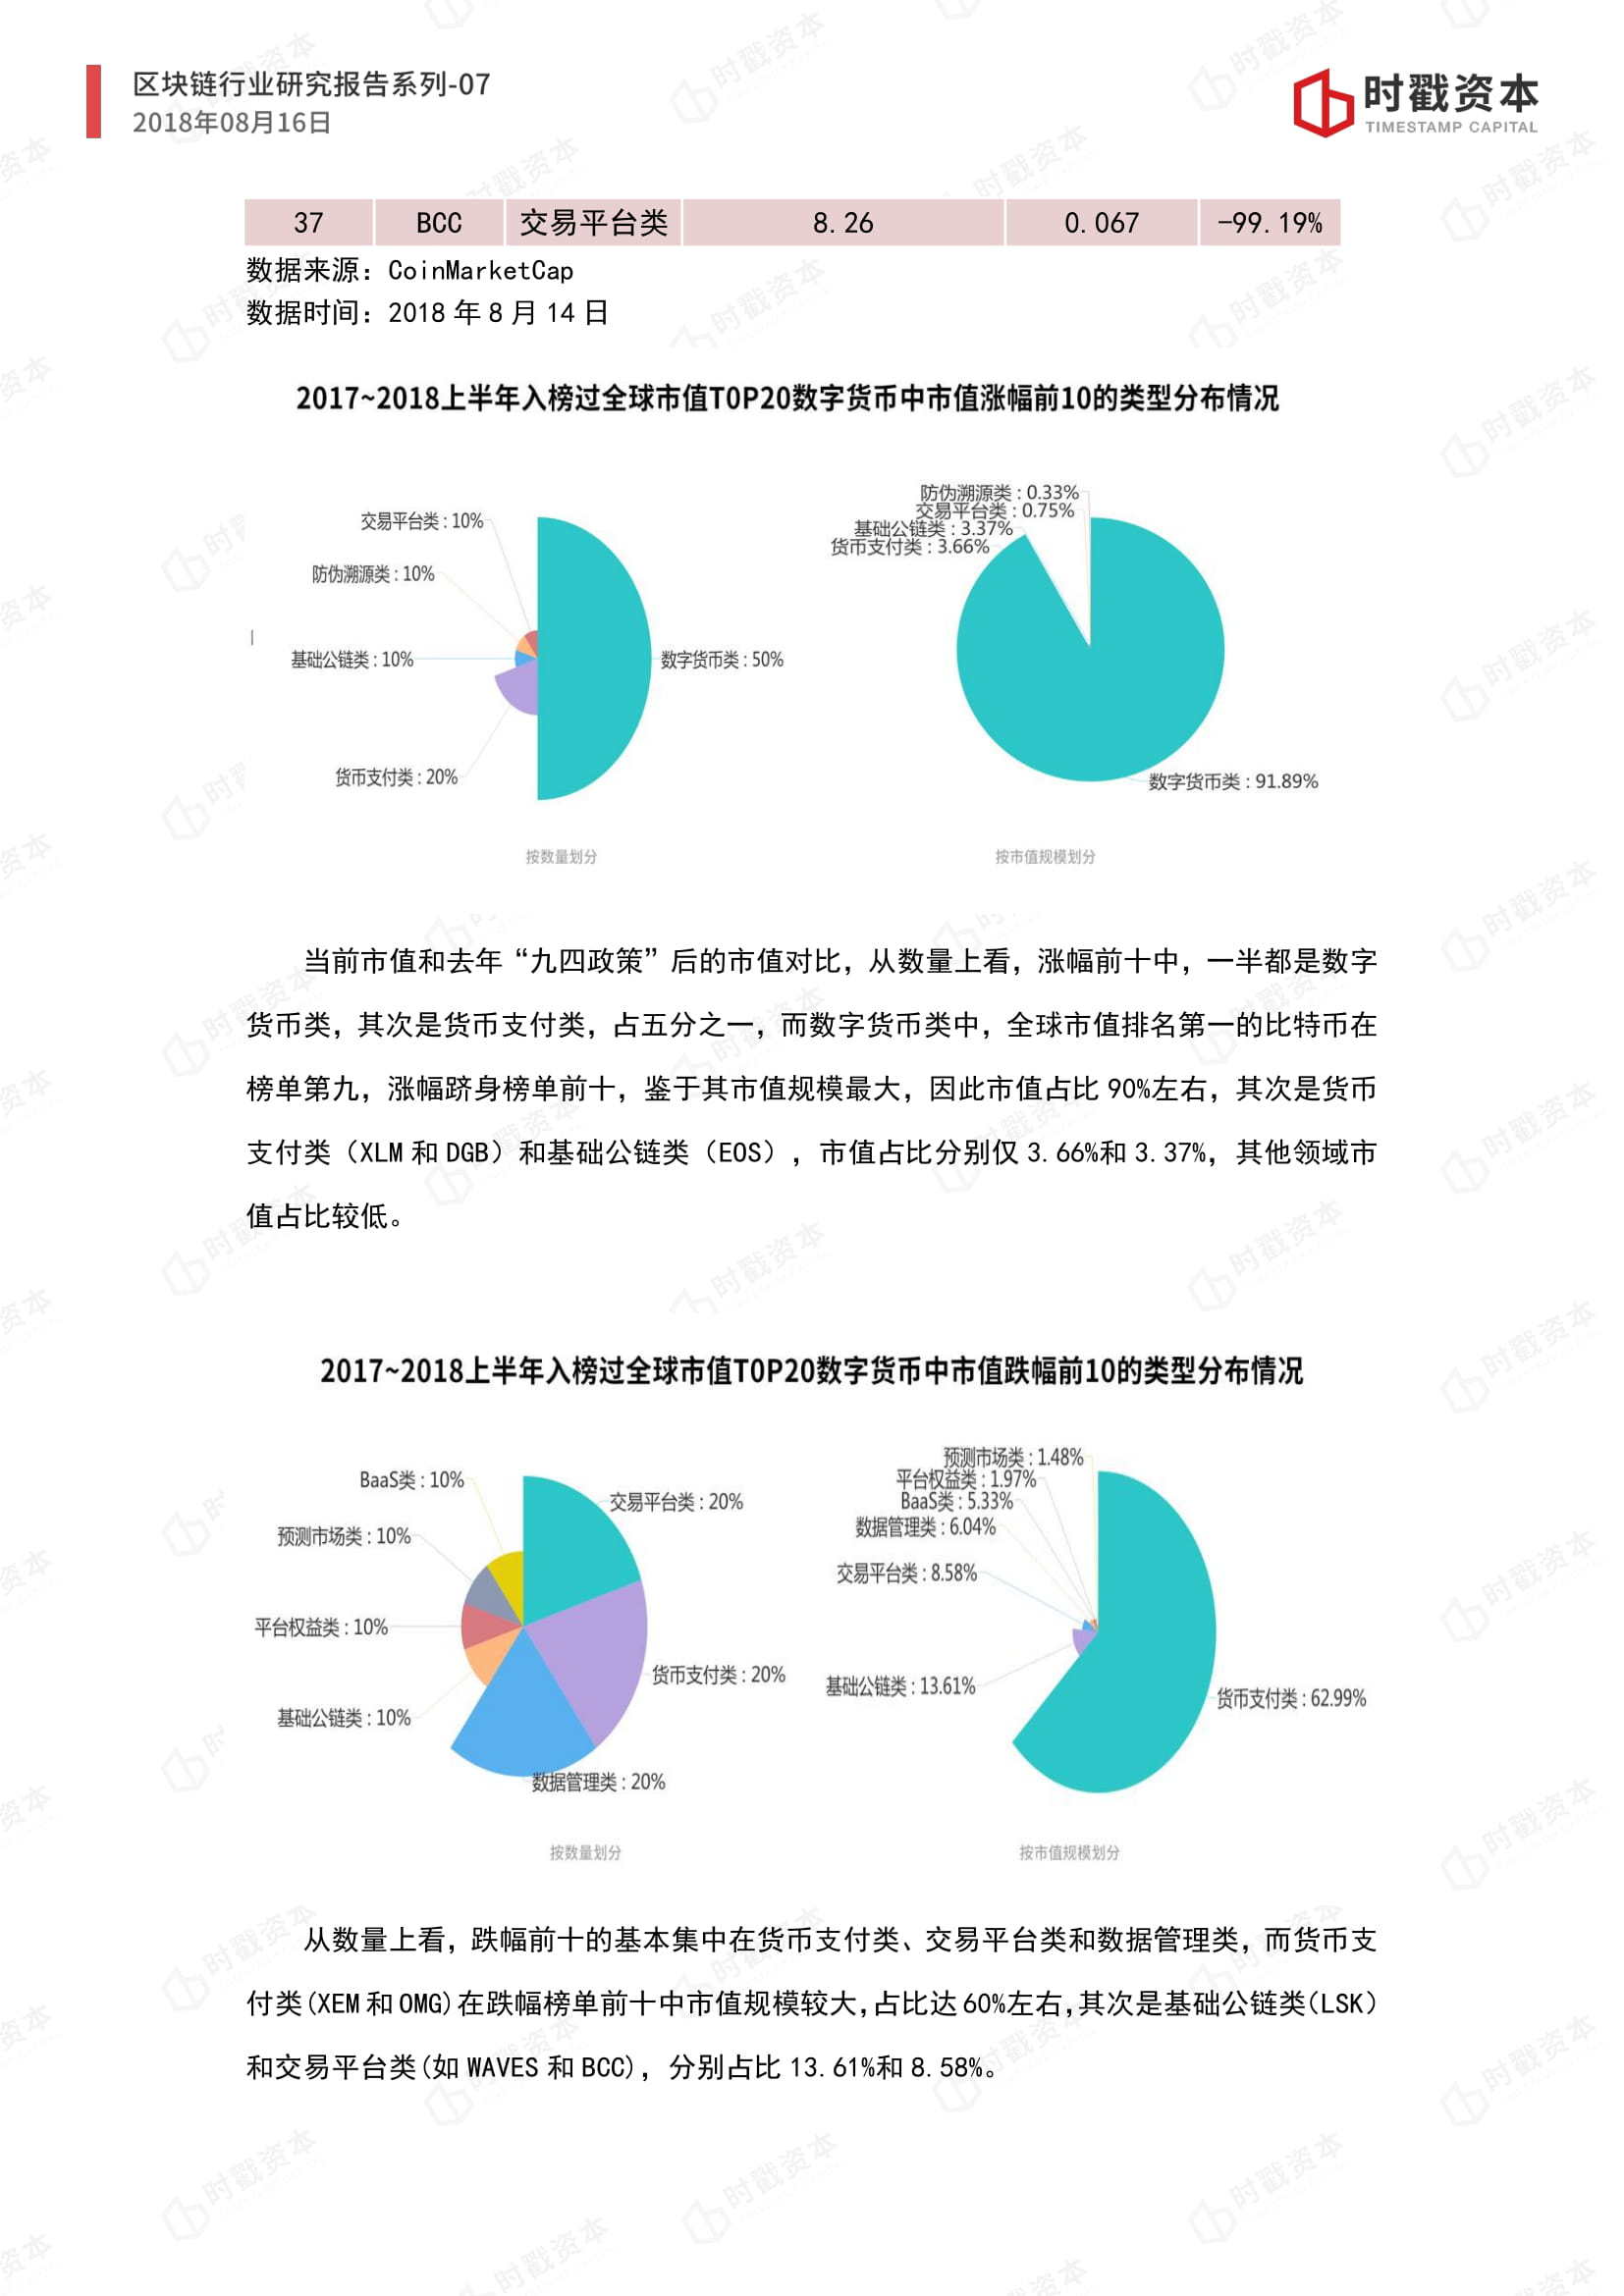 区块链行业研究报告系列-07
2018年08月16日
时戳资本
TIMESTAMP CAPITAL
37 BCC 交易平台类 8.26 0.067 -99.19%
数据来源：CoinMarketCap
数据时间：2018 年 8 月 14 日
2017~2018上半年入榜过全球市值T0P20数字货币中市值涨幅前10的类型分布情况
交易平台类 : 10%
防伪溯源类 : 10%
基础公链类 : 10%
货币支付类 : 20%
数字货币类 : 50%
按数量划分
防伪溯源类 : 0.33%
交易平台类 : 0.75%
基础公链类 : 3.37%
货币支付类 : 3.66%
数字货币类 : 91.89%
按市值规模划分
当前市值和去年“九四政策”后的市值对比，从数量上看，涨幅前十中，一半都是数字
货币类，其次是货币支付类，占五分之一，而数字货币类中，全球市值排名第一的比特币在
榜单第九，涨幅跻身榜单前十，鉴于其市值规模最大，因此市值占比 90%左右，其次是货币
支付类（XLM 和 DGB）和基础公链类（EOS），市值占比分别仅 3.66%和 3.37%，其他领域市
值占比较低。
2017~2018上半年入榜过全球市值T0P20数字货币中市值跌幅前10的类型分布情况
BaaS类 : 10%
预测市场类 : 10%
平台权益类 : 10%
基础公链类 : 10%
交易平台类 : 20%
货币支付类 : 20%
数据管理类 : 20%
按数量划分
预测市场类 : 1.48%
平台权益类 : 1.97%
BaaS类 : 5.33%
数据管理类 : 6.04%
交易平台类 : 8.58%
基础公链类 : 13.61%
货币支付类 : 62.99%
按市值规模划分
从数量上看，跌幅前十的基本集中在货币支付类、交易平台类和数据管理类，而货币支
付类(XEM 和 OMG)在跌幅榜单前十中市值规模较大,占比达 60%左右,其次是基础公链类(LSK)
和交易平台类(如 WAVES 和 BCC)，分别占比 13.61%和 8.58%。